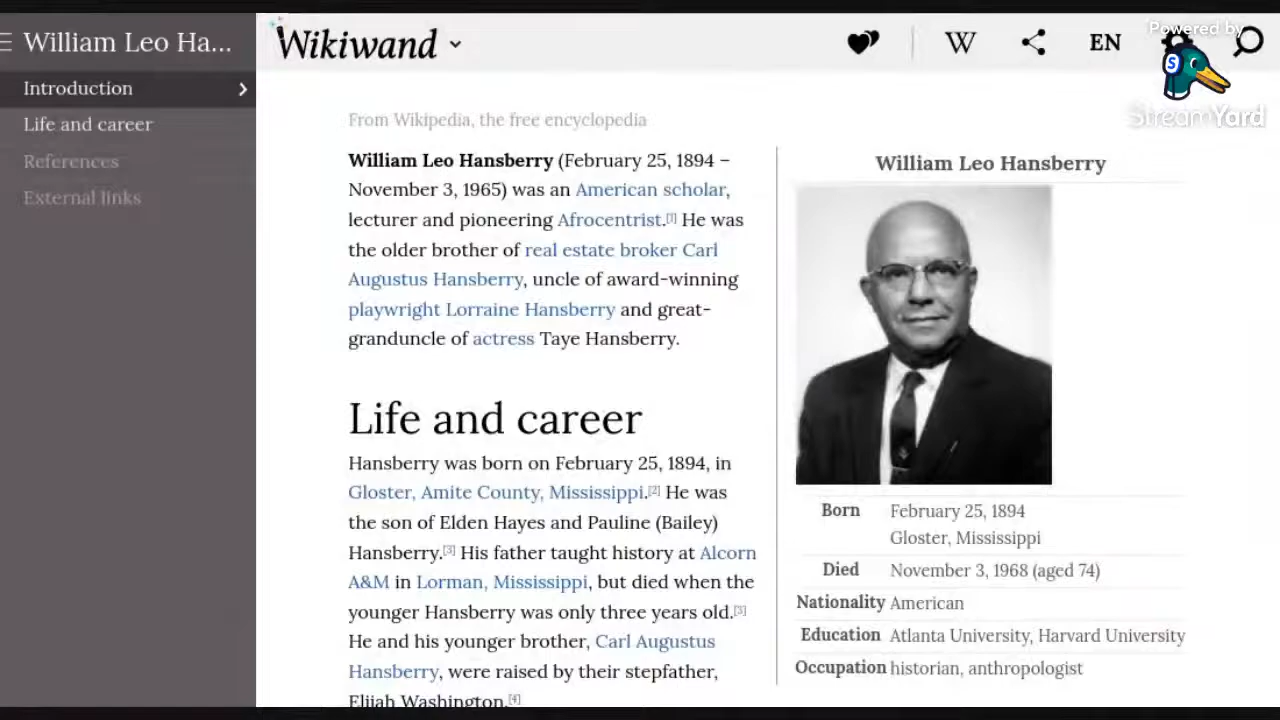 William Leo Ha...
Introduction
Life and career
References
External links
Wikiwand
W
EN
Powered by
S
StreamYard
From Wikipedia, the free encyclopedia
William Leo Hansberry (February 25, 1894 –
November 3, 1965) was an American scholar,
lecturer and pioneering Afrocentrist.[1] He was
the older brother of real estate broker Carl
Augustus Hansberry, uncle of award-winning
playwright Lorraine Hansberry and great-
granduncle of actress Taye Hansberry.
Life and career
Hansberry was born on February 25, 1894, in
Gloster, Amite County, Mississippi.[2] He was
the son of Elden Hayes and Pauline (Bailey)
Hansberry.[3] His father taught history at Alcorn
A&M in Lorman, Mississippi, but died when the
younger Hansberry was only three years old.[3]
He and his younger brother, Carl Augustus
Hansberry, were raised by their stepfather,
Elijah Washington.[4]
William Leo Hansberry
Born February 25, 1894
Gloster, Mississippi
Died November 3, 1968 (aged 74)
Nationality American
Education Atlanta University, Harvard University
Occupation historian, anthropologist